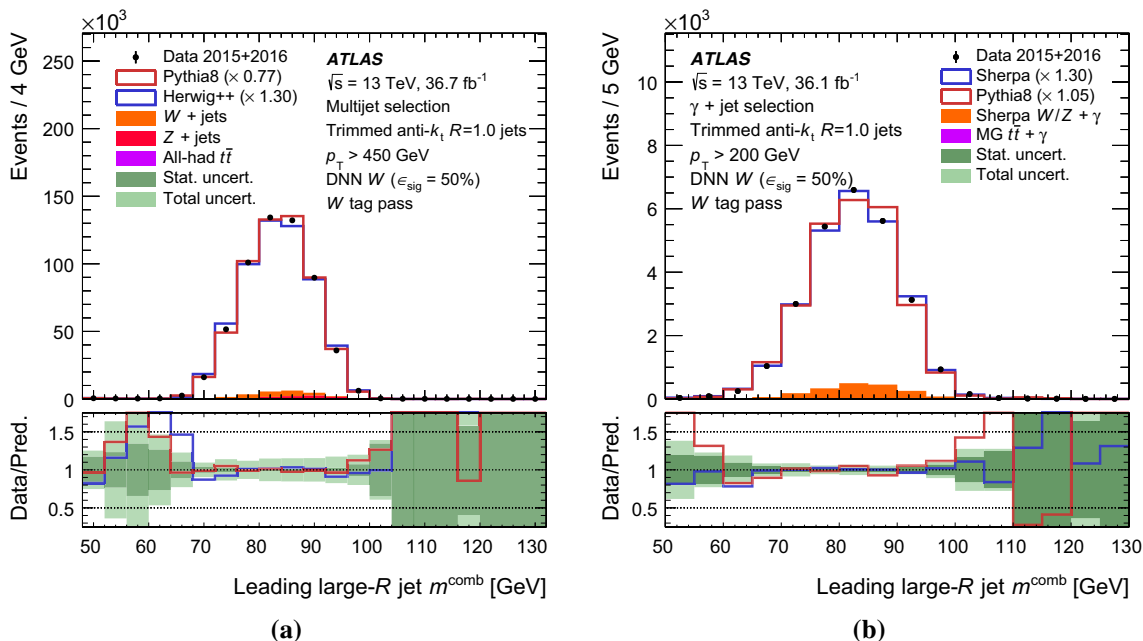 ×10³
Events / 4 GeV
Data 2015+2016
Pythia8 (× 0.77)
Herwig++ (× 1.30)
W + jets
Z + jets
All-had tt̄
Stat. uncert.
Total uncert.
ATLAS
√s = 13 TeV, 36.7 fb⁻¹
Multijet selection
Trimmed anti-kₜ R=1.0 jets
p_T > 450 GeV
DNN W (ϵ_sig = 50%)
W tag pass
250
200
150
100
50
0
Data/Pred.
1.5
1
0.5
50 60 70 80 90 100 110 120 130
Leading large-R jet m^comb [GeV]
(a)
×10³
Events / 5 GeV
ATLAS
√s = 13 TeV, 36.1 fb⁻¹
γ + jet selection
Trimmed anti-kₜ R=1.0 jets
p_T > 200 GeV
DNN W (ϵ_sig = 50%)
W tag pass
Data 2015+2016
Sherpa (× 1.30)
Pythia8 (× 1.05)
Sherpa W/Z + γ
MG tt̄ + γ
Stat. uncert.
Total uncert.
10
8
6
4
2
0
Data/Pred.
1.5
1
0.5
50 60 70 80 90 100 110 120 130
Leading large-R jet m^comb [GeV]
(b)